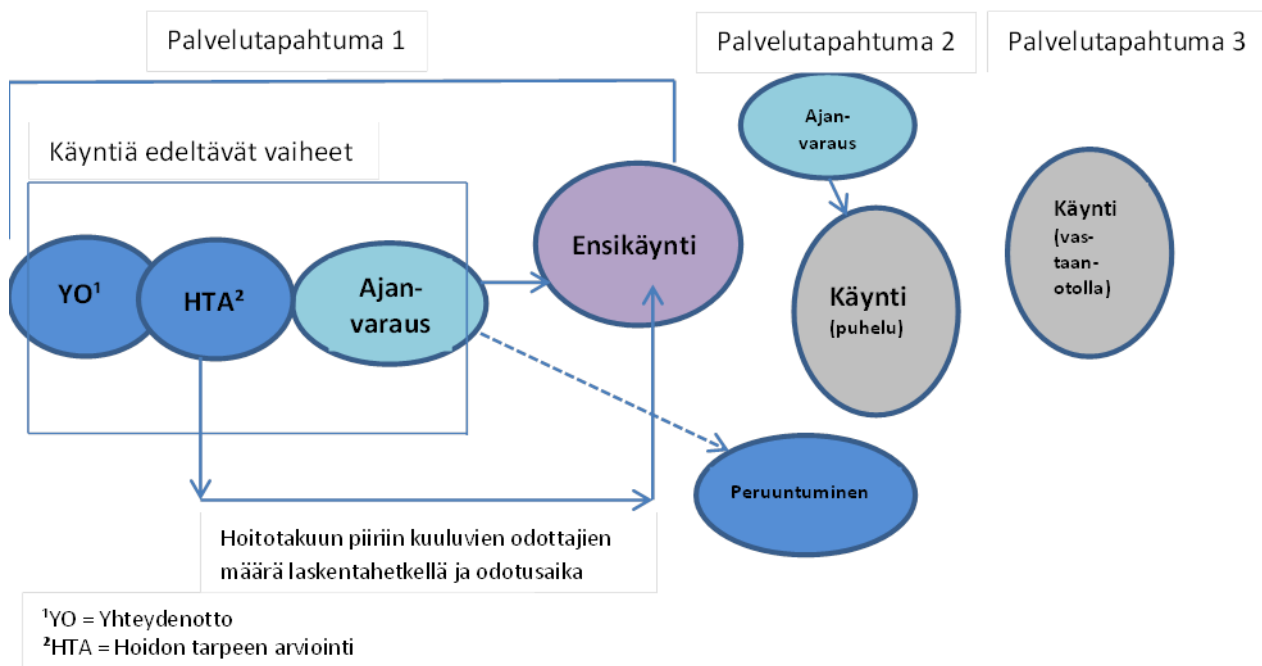 Palvelutapahtuma 1
Palvelutapahtuma 2
Palvelutapahtuma 3
Käyntiä edeltävät vaiheet
YO¹
HTA²
Ajan-
varaus
Ensikäynti
Ajan-
varaus
Käynti
(puhelu)
Käynti
(vas-
taan-
otolla)
Peruuntuminen
Hoitotakuun piiriin kuuluvien odottajien
määrä laskentahetkellä ja odotusaika
¹YO = Yhteydenotto
²HTA = Hoidon tarpeen arviointi